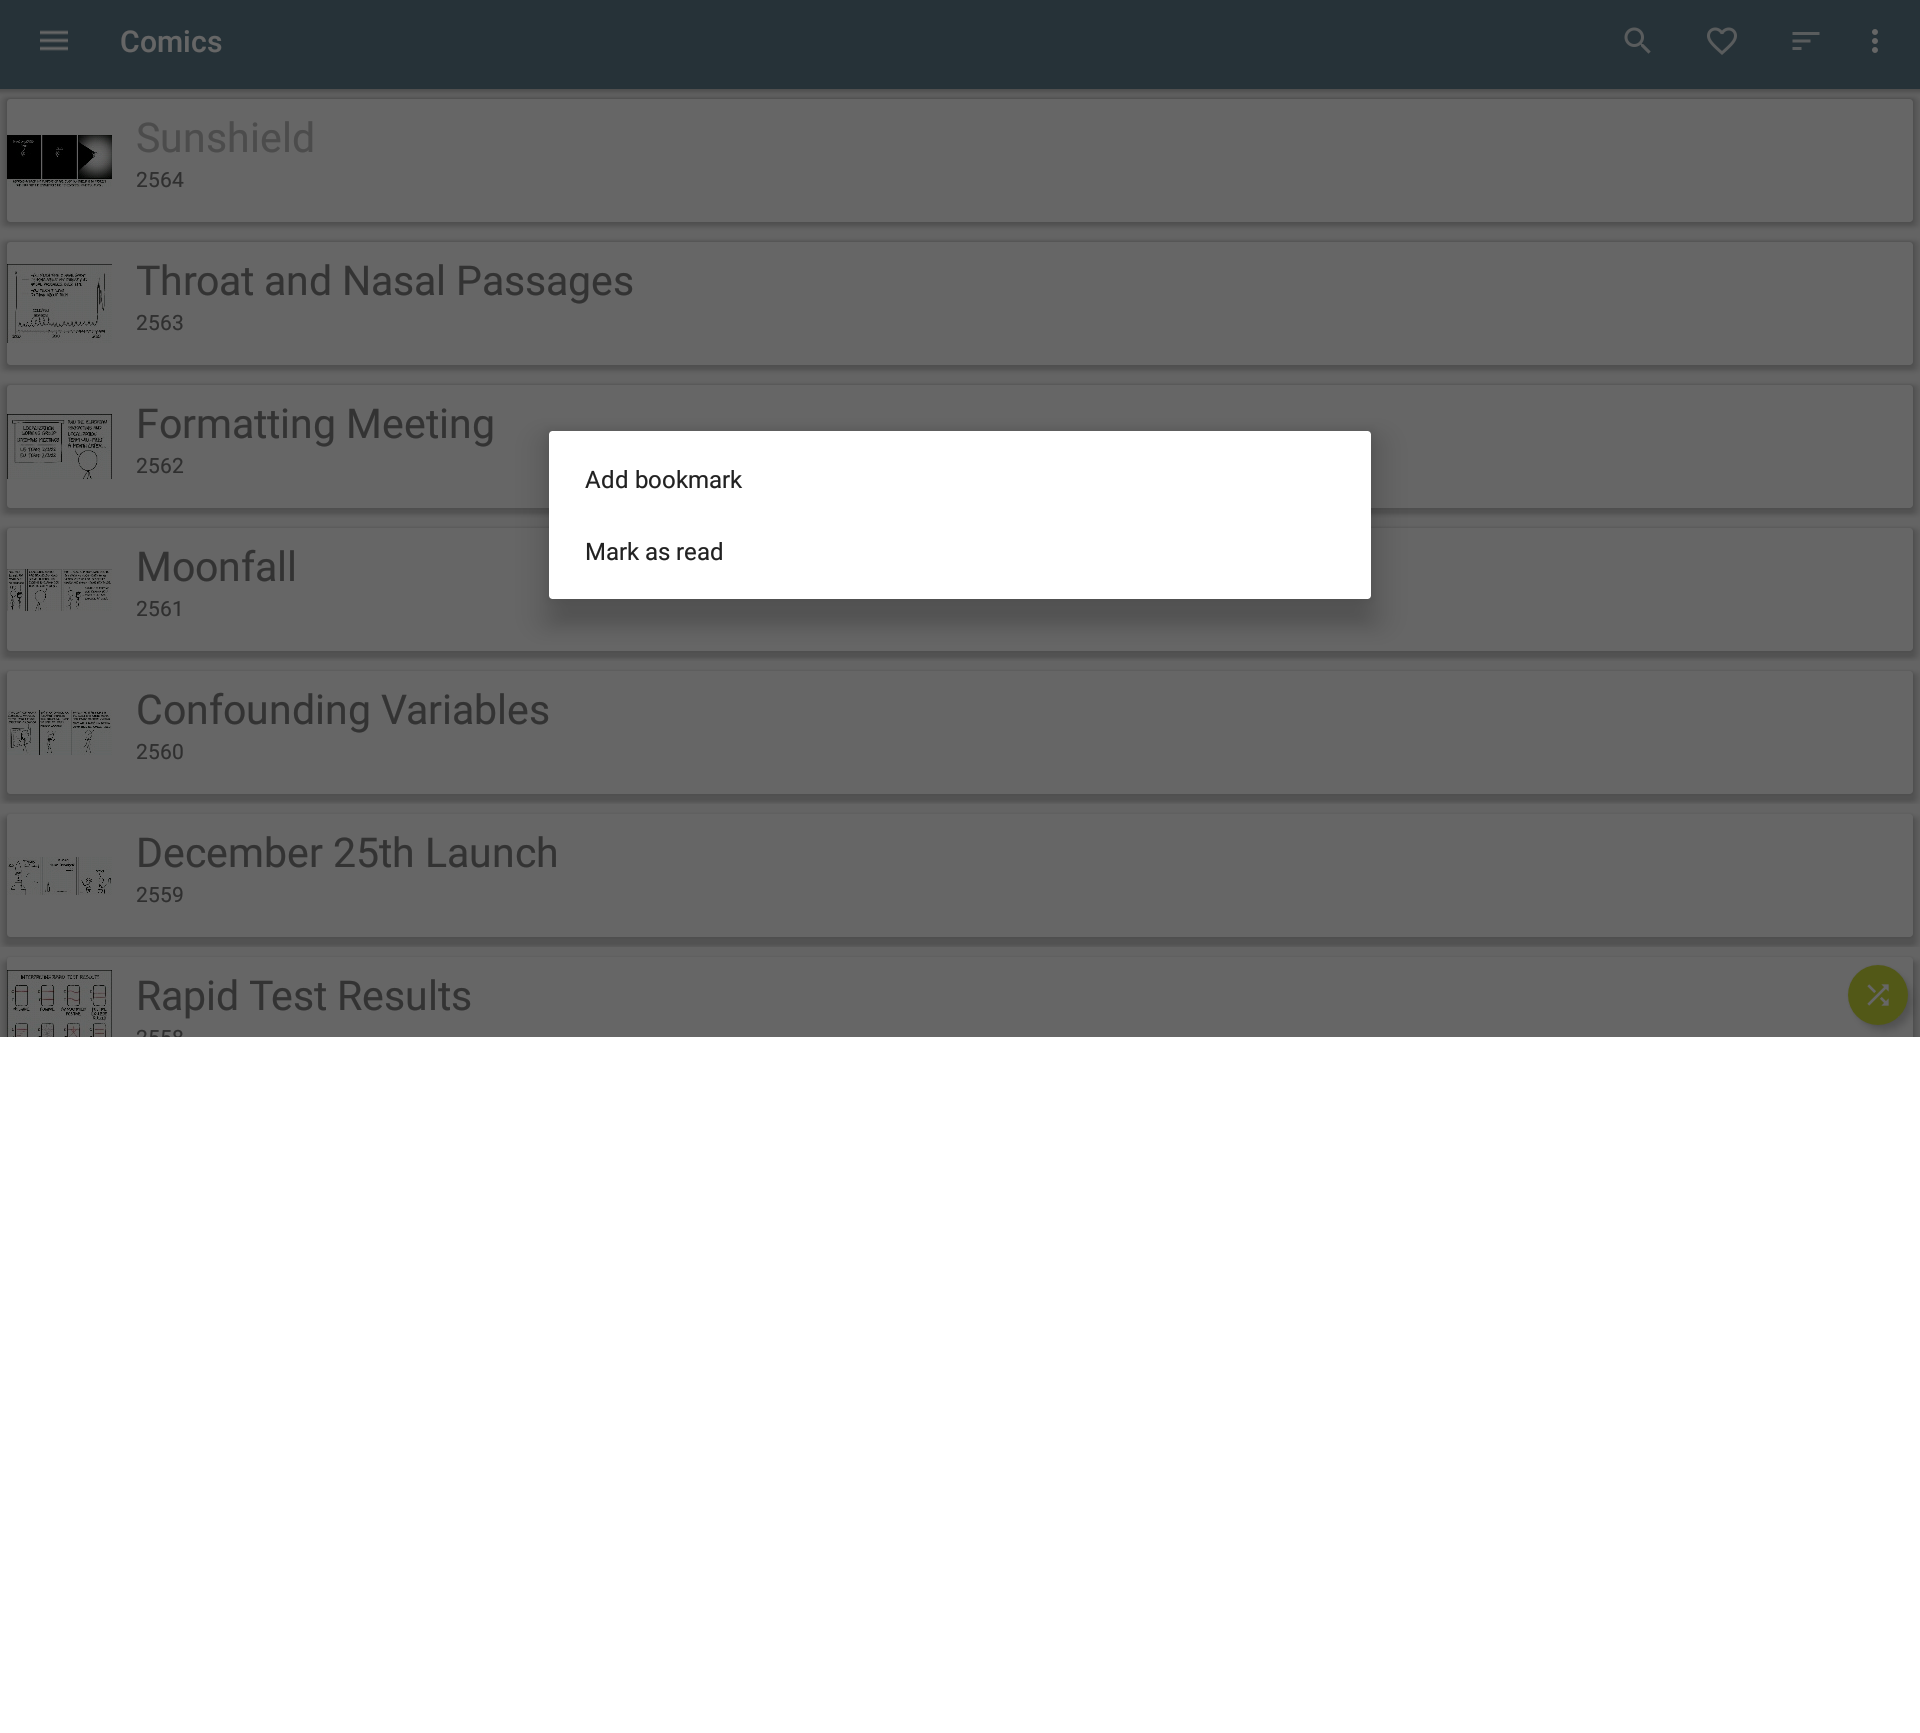 Comics
Sunshield
2564
Throat and Nasal Passages
2563
Formatting Meeting
2562
Add bookmark
Mark as read
Moonfall
2561
Confounding Variables
2560
December 25th Launch
2559
Rapid Test Results
2558